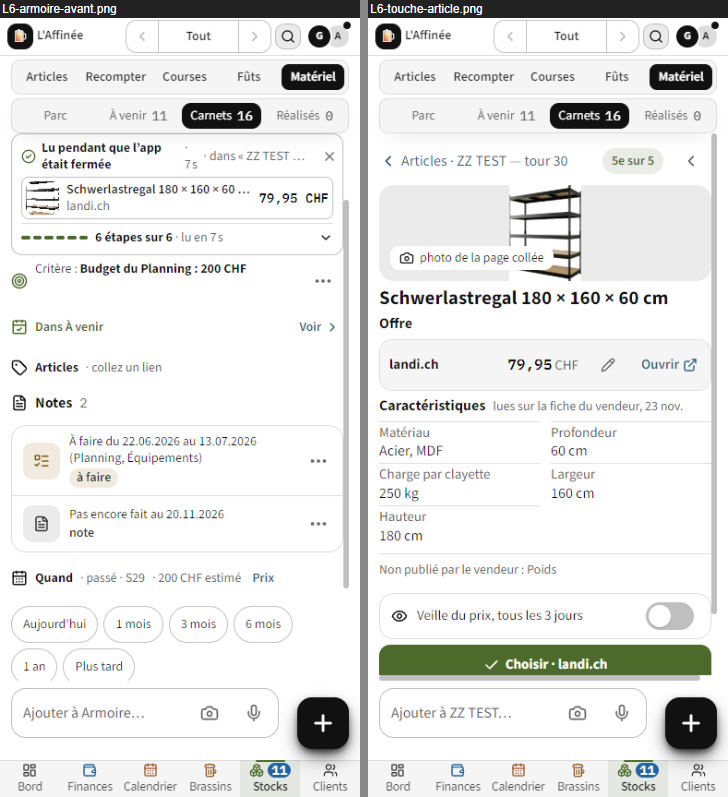 L6-armoire-avant.png
L'Affinée
Tout
G
A
Articles
Recompter
Courses
Fûts
Matériel
Parc
À venir 11
Carnets 16
Réalisés 0
Lu pendant que l'app était fermée
· 7 s
· dans « ZZ TEST …
Schwerlastregal 180 × 160 × 60 …
landi.ch
79,95 CHF
6 étapes sur 6 · lu en 7 s
Critère : Budget du Planning : 200 CHF
Dans À venir
Voir
Articles · collez un lien
Notes 2
À faire du 22.06.2026 au 13.07.2026
(Planning, Équipements)
à faire
Pas encore fait au 20.11.2026
note
Quand · passé · S29 · 200 CHF estimé Prix
Aujourd'hui
1 mois
3 mois
6 mois
1 an
Plus tard
Ajouter à Armoire…
Bord
Finances
Calendrier
Brassins
11
Stocks
Clients
L6-touche-article.png
L'Affinée
Tout
G
A
Articles
Recompter
Courses
Fûts
Matériel
Parc
À venir 11
Carnets 16
Réalisés 0
Articles · ZZ TEST — tour 30
5e sur 5
photo de la page collée
Schwerlastregal 180 × 160 × 60 cm
Offre
landi.ch
79,95 CHF
Ouvrir
Caractéristiques lues sur la fiche du vendeur, 23 nov.
Matériau
Acier, MDF
Profondeur
60 cm
Charge par clayette
250 kg
Largeur
160 cm
Hauteur
180 cm
Non publié par le vendeur : Poids
Veille du prix, tous les 3 jours
Choisir · landi.ch
Ajouter à ZZ TEST…
Bord
Finances
Calendrier
Brassins
11
Stocks
Clients